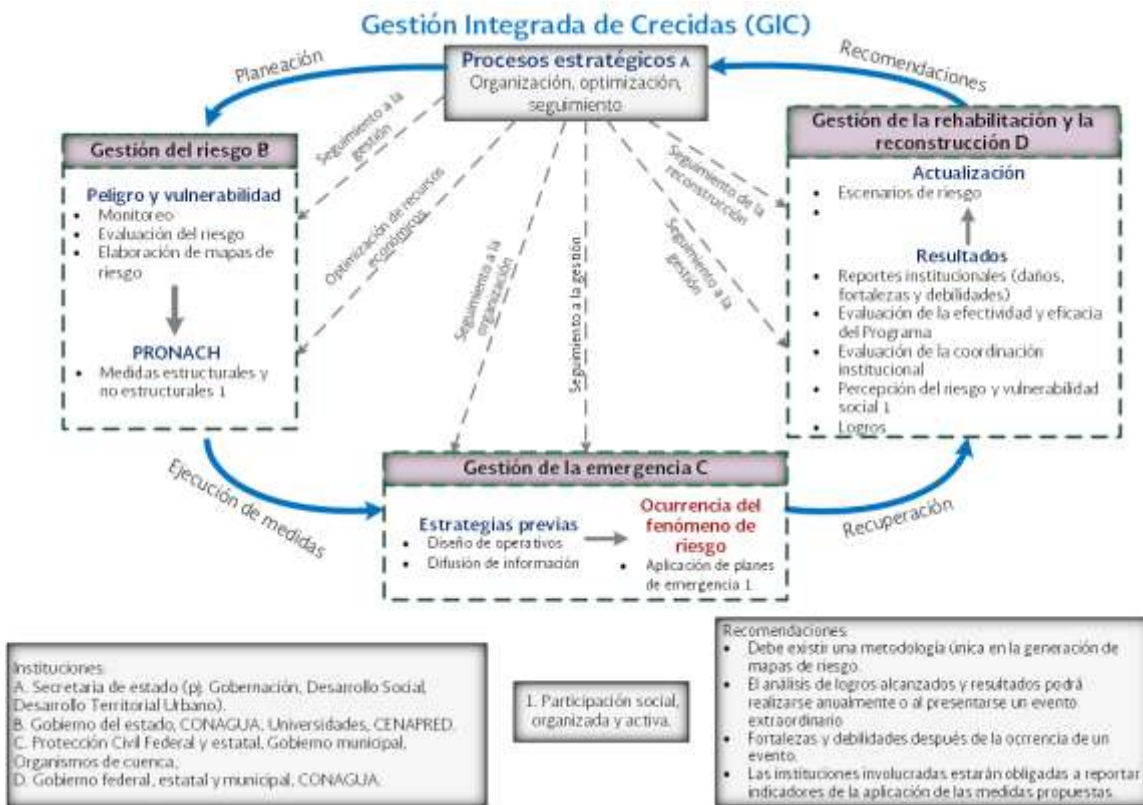 Gestión Integrada de Crecidas (GIC)
Procesos estratégicos A
Organización, optimización,
seguimiento
Planeación
Recomendaciones
Gestión del riesgo B
Peligro y vulnerabilidad
• Monitoreo
• Evaluación del riesgo
• Elaboración de mapas de
riesgo
PRONACH
• Medidas estructurales y
no estructurales 1
Seguimiento a la
gestión
Optimización de recursos
económicos
Seguimiento a la
organización
Seguimiento a la gestión
Seguimiento a la
gestión
Seguimiento de la
reconstrucción
Gestión de la rehabilitación y la
reconstrucción D
Actualización
• Escenarios de riesgo
•
Resultados
• Reportes institucionales (daños,
fortalezas y debilidades)
• Evaluación de la efectividad y eficacia
del Programa
• Evaluación de la coordinación
institucional
• Percepción del riesgo y vulnerabilidad
social 1
• Logros
Ejecución de medidas
Gestión de la emergencia C
Estrategias previas
• Diseño de operativos
• Difusión de información
Ocurrencia del
fenómeno de
riesgo
• Aplicación de planes
de emergencia 1.
Recuperación
Instituciones:
A. Secretaria de estado (pj. Gobernación, Desarrollo Social,
Desarrollo Territorial Urbano).
B. Gobierno del estado, CONAGUA, Universidades, CENAPRED.
C. Protección Civil Federal y estatal, Gobierno municipal,
Organismos de cuenca,
D. Gobierno federal, estatal y municipal, CONAGUA.
1. Participación social,
organizada y activa.
Recomendaciones:
• Debe existir una metodología única en la generación de
mapas de riesgo.
• El análisis de logros alcanzados y resultados podrá
realizarse anualmente o al presentarse un evento
extraordinario
• Fortalezas y debilidades después de la ocrrencia de un
evento.
• Las instituciones involucradas estarán obligadas a reportar
indicadores de la aplicación de las medidas propuestas.